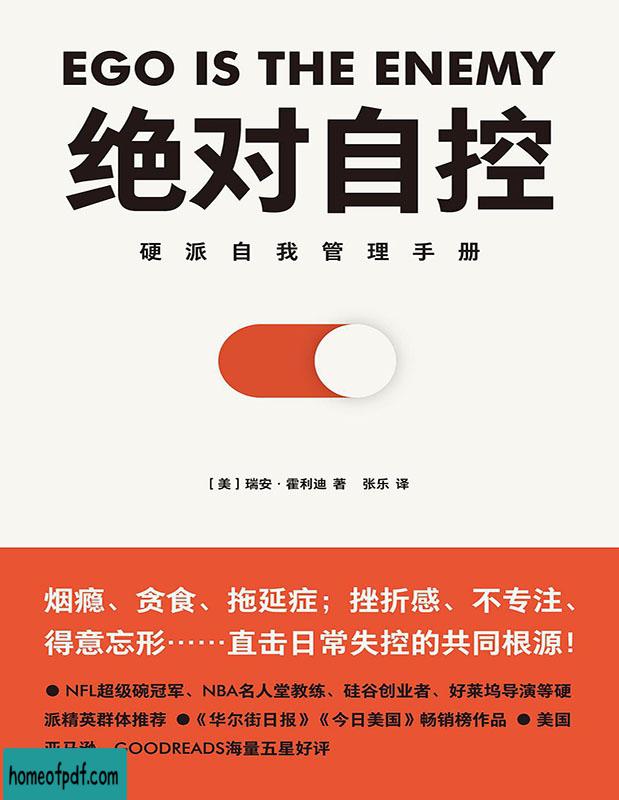 EGO IS THE ENEMY
绝对自控
硬派自我管理手册
[美]瑞安·霍利迪 著 张乐 译
烟瘾、贪食、拖延症；挫折感、不专注、
得意忘形……直击日常失控的共同根源！
● NFL超级碗冠军、NBA名人堂教练、硅谷创业者、好莱坞导演等硬
派精英群体推荐 ●《华尔街日报》《今日美国》畅销榜作品 ● 美国
亚马逊、GOODREADS海量五星好评
homeofpdf.com